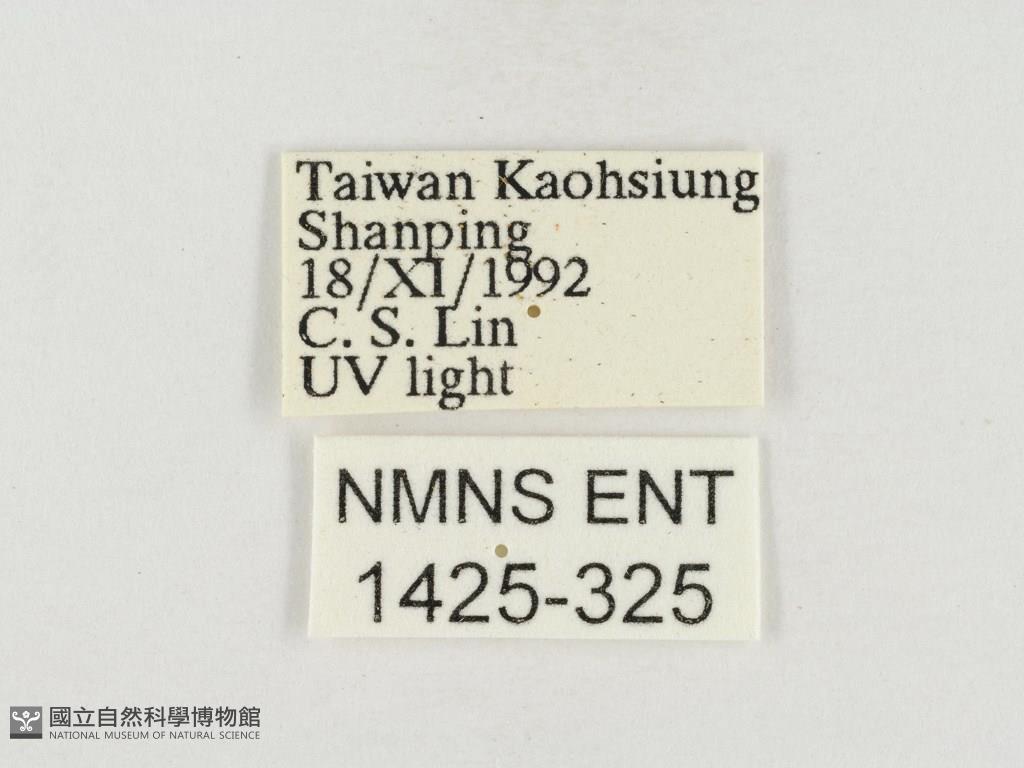 Taiwan Kaohsiung
Shanping
18/XI/1992
C. S. Lin
UV light
NMNS ENT
1425-325
國立自然科學博物館
NATIONAL MUSEUM OF NATURAL SCIENCE